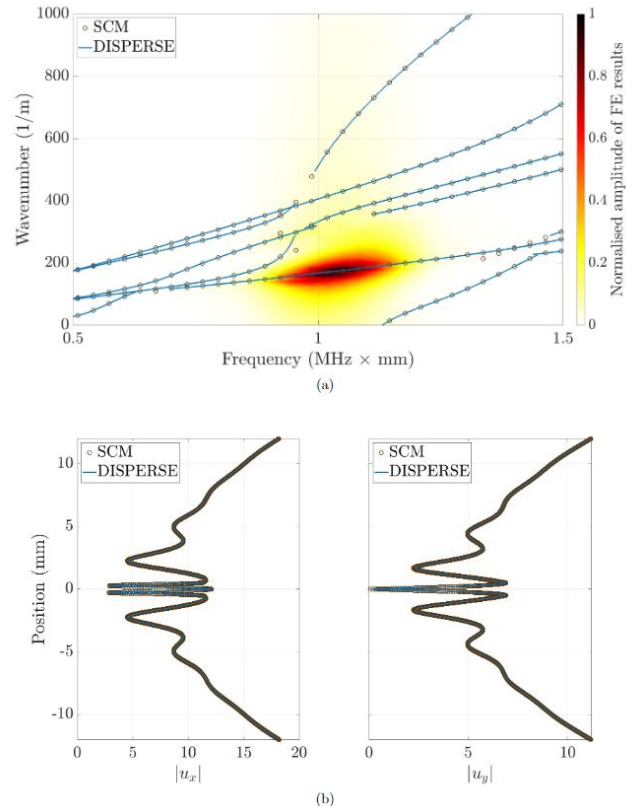 1000
800
600
400
200
0
Wavenumber (1/m)
SCM
DISPERSE
0.5
1
1.5
Frequency (MHz × mm)
1
0.8
0.6
0.4
0.2
0
Normalised amplitude of FE results
(a)
10
5
0
-5
-10
Position (mm)
SCM
DISPERSE
0
5
10
15
20
|u_x|
SCM
DISPERSE
0
5
10
|u_y|
(b)